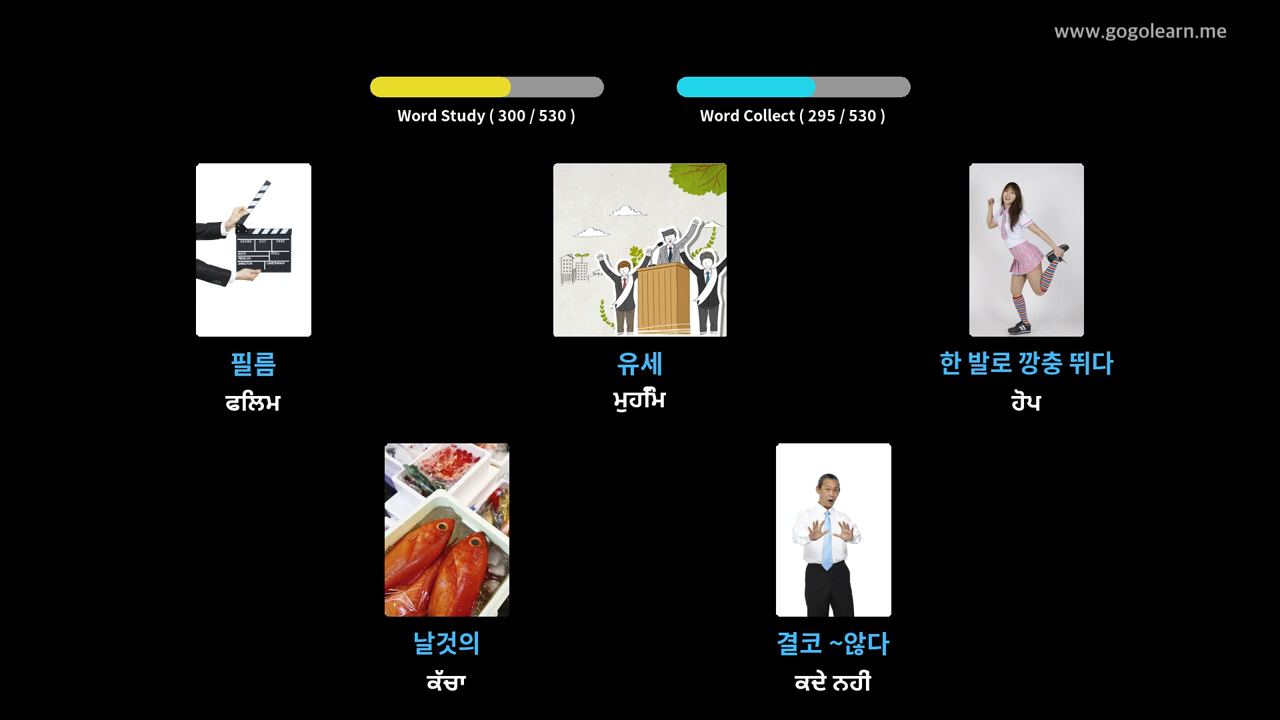 www.gogolearn.me
Word Study ( 300 / 530 )
Word Collect ( 295 / 530 )
필름
ਫਲਿਮ
유세
ਮੁਹਿੰਮ
한 발로 깡충 뛰다
ਹੋਪ
날것의
ਕੱਚਾ
결코 ~않다
ਕਦੇ ਨਹੀਂ